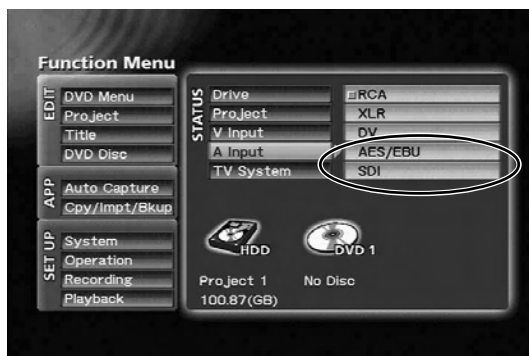 Function Menu
EDIT
DVD Menu
Project
Title
DVD Disc
APP
Auto Capture
Cpy/Impt/Bkup
SET UP
System
Operation
Recording
Playback
STATUS
Drive
Project
V Input
A Input
TV System
RCA
XLR
DV
AES/EBU
SDI
HDD
DVD 1
Project 1
No Disc
100.87(GB)